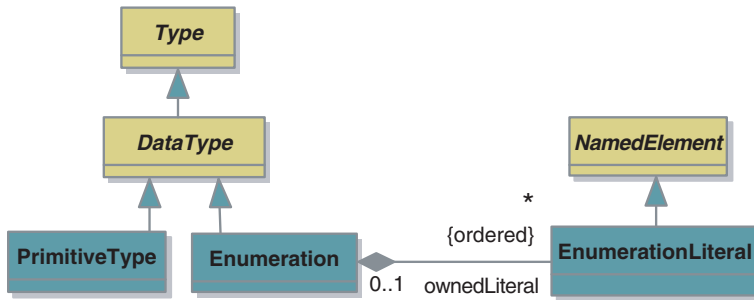 Type
DataType
NamedElement
PrimitiveType
Enumeration
*
{ordered}
0..1
ownedLiteral
EnumerationLiteral